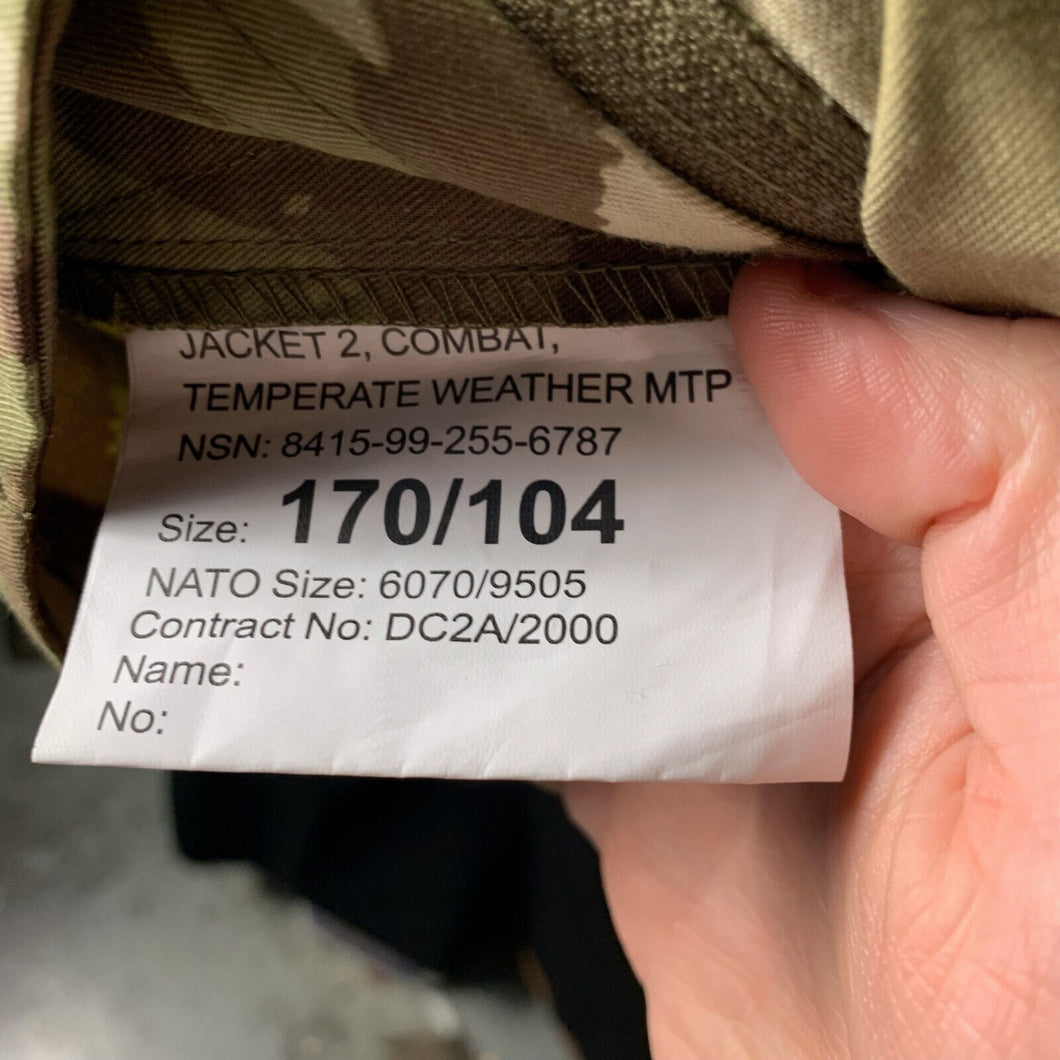 JACKET 2, COMBAT,
TEMPERATE WEATHER MTP
NSN: 8415-99-255-6787
Size: 170/104
NATO Size: 6070/9505
Contract No: DC2A/2000
Name:
No: